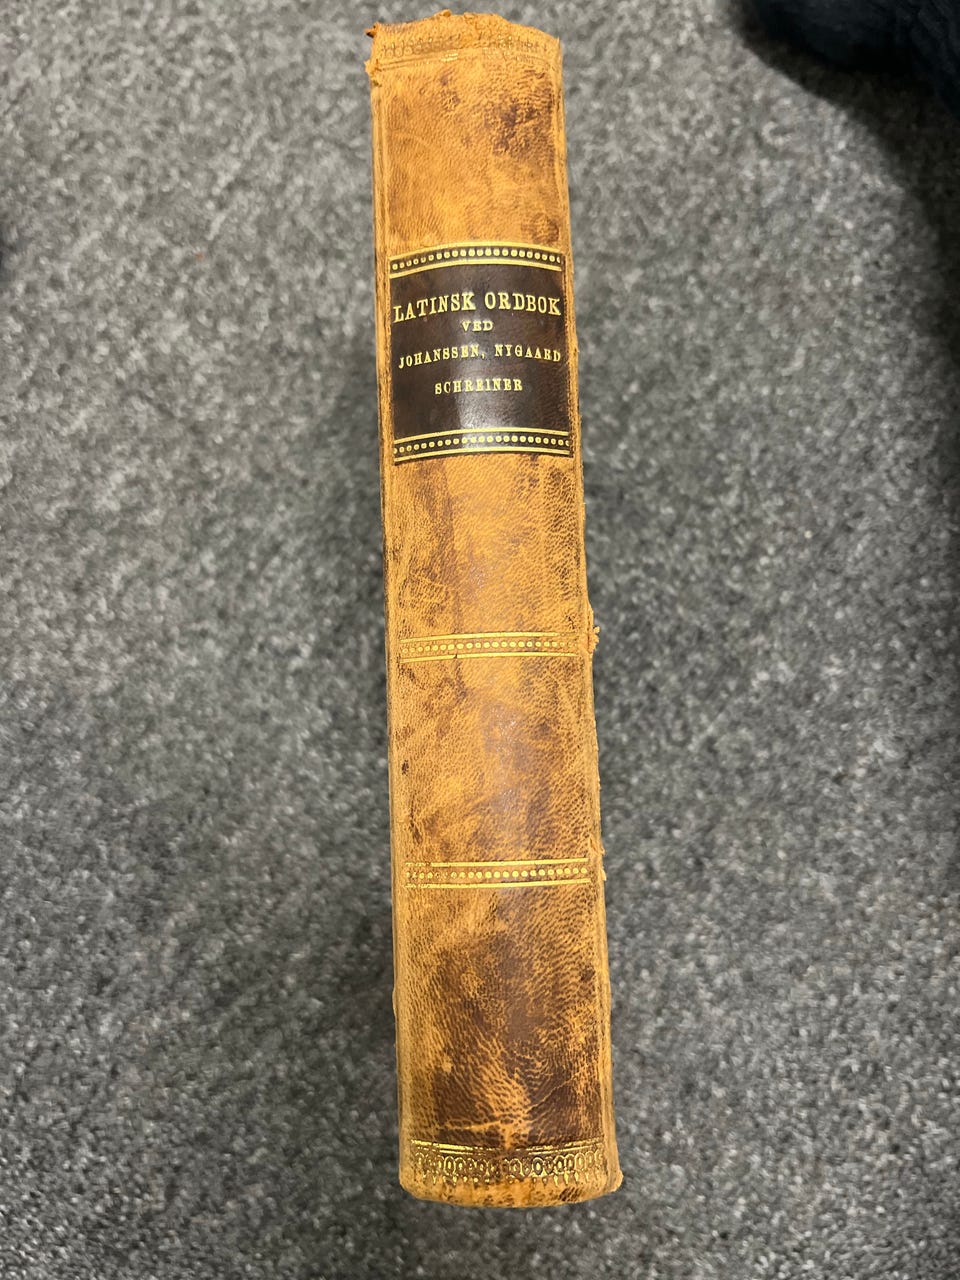 LATINSK ORDBOK
VED
JOHANSSEN, NYGAARD
SCHREINER